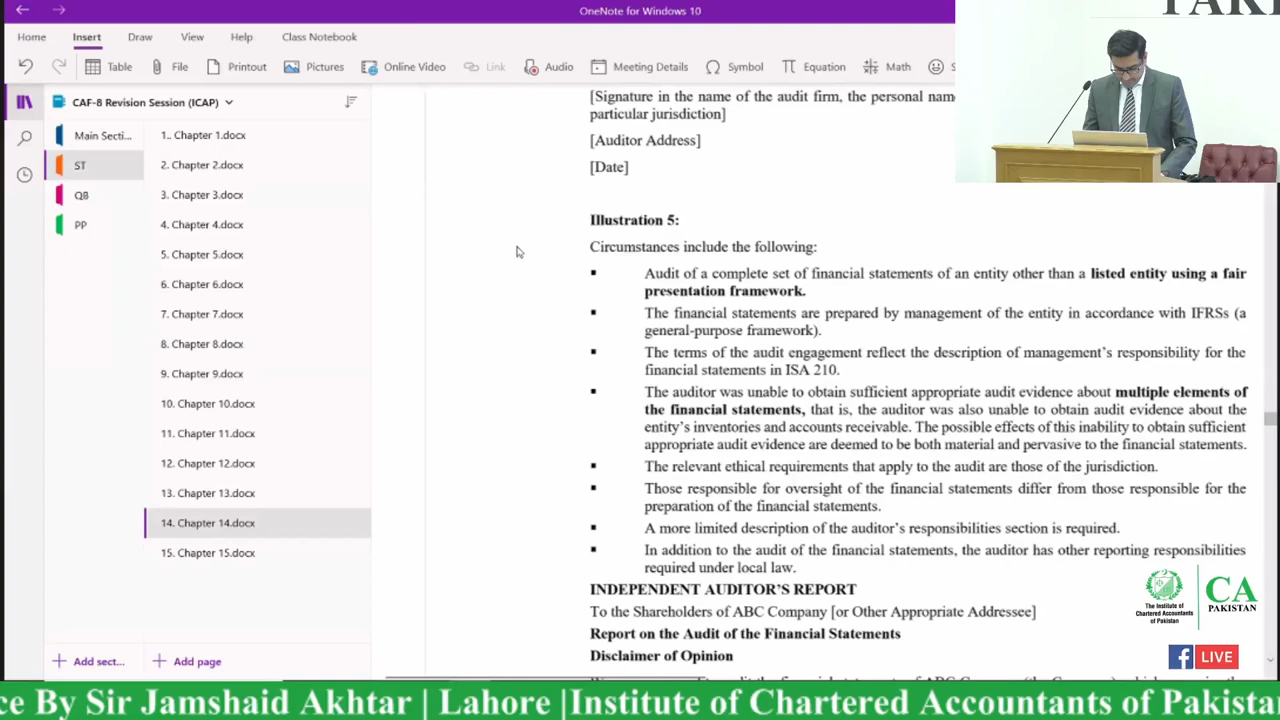 OneNote for Windows 10
Home Insert Draw View Help Class Notebook
Table File Printout Pictures Online Video Link Audio Meeting Details Symbol Equation Math
CAF-8 Revision Session (ICAP)
Main Secti...
ST
QB
PP
1.. Chapter 1.docx
2. Chapter 2.docx
3. Chapter 3.docx
4. Chapter 4.docx
5. Chapter 5.docx
6. Chapter 6.docx
7. Chapter 7.docx
8. Chapter 8.docx
9. Chapter 9.docx
10. Chapter 10.docx
11. Chapter 11.docx
12. Chapter 12.docx
13. Chapter 13.docx
14. Chapter 14.docx
15. Chapter 15.docx
Add sect...
Add page
[Signature in the name of the audit firm, the personal
particular jurisdiction]
[Auditor Address]
[Date]
Illustration 5:
Circumstances include the following:
Audit of a complete set of financial statements of an entity other than a listed entity using a fair
presentation framework.
The financial statements are prepared by management of the entity in accordance with IFRSs (a
general-purpose framework).
The terms of the audit engagement reflect the description of management's responsibility for the
financial statements in ISA 210.
The auditor was unable to obtain sufficient appropriate audit evidence about multiple elements of
the financial statements, that is, the auditor was also unable to obtain audit evidence about the
entity's inventories and accounts receivable. The possible effects of this inability to obtain sufficient
appropriate audit evidence are deemed to be both material and pervasive to the financial statements.
The relevant ethical requirements that apply to the audit are those of the jurisdiction.
Those responsible for oversight of the financial statements differ from those responsible for the
preparation of the financial statements.
A more limited description of the auditor's responsibilities section is required.
In addition to the audit of the financial statements, the auditor has other reporting responsibilities
required under local law.
INDEPENDENT AUDITOR'S REPORT
To the Shareholders of ABC Company [or Other Appropriate Addressee]
Report on the Audit of the Financial Statements
Disclaimer of Opinion
The Institute of
Chartered Accountants
of Pakistan
CA
PAKISTAN
f LIVE
ce By Sir Jamshaid Akhtar | Lahore |Institute of Chartered Accountants of Pakista